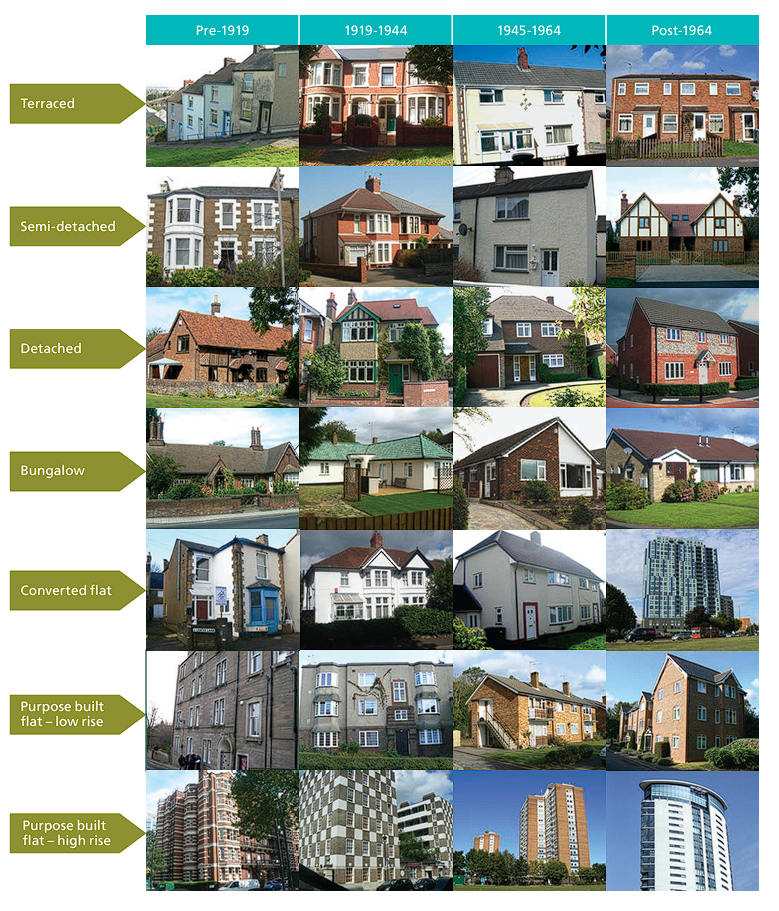 Pre-1919
1919-1944
1945-1964
Post-1964
Terraced
Semi-detached
Detached
Bungalow
Converted flat
Purpose built
flat – low rise
Purpose built
flat – high rise